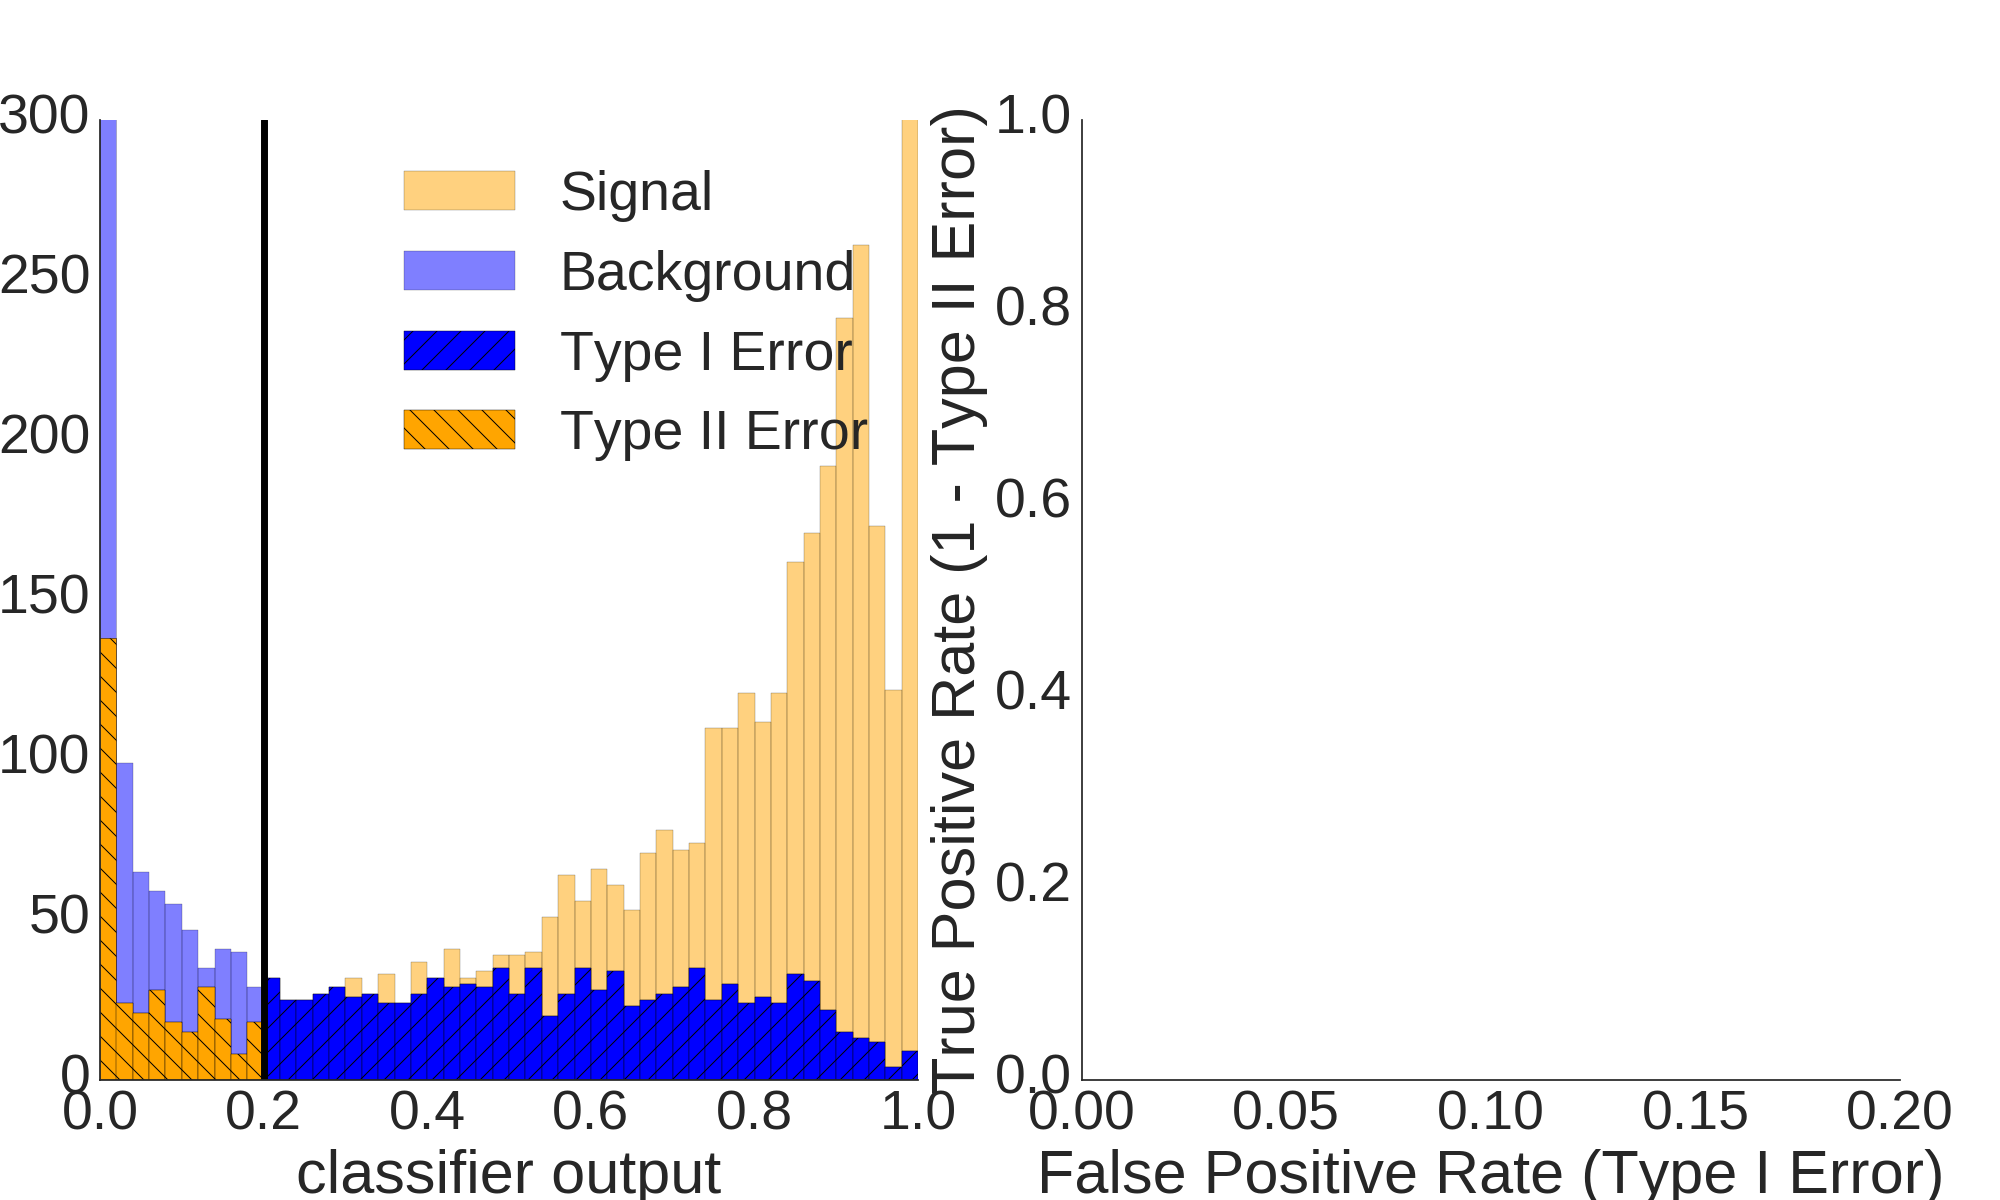 300
250
200
150
100
50
0
0.0 0.2 0.4 0.6 0.8 1.0
classifier output
Signal
Background
Type I Error
Type II Error
True Positive Rate (1 - Type II Error)
1.0
0.8
0.6
0.4
0.2
0.0
0.00 0.05 0.10 0.15 0.20
False Positive Rate (Type I Error)